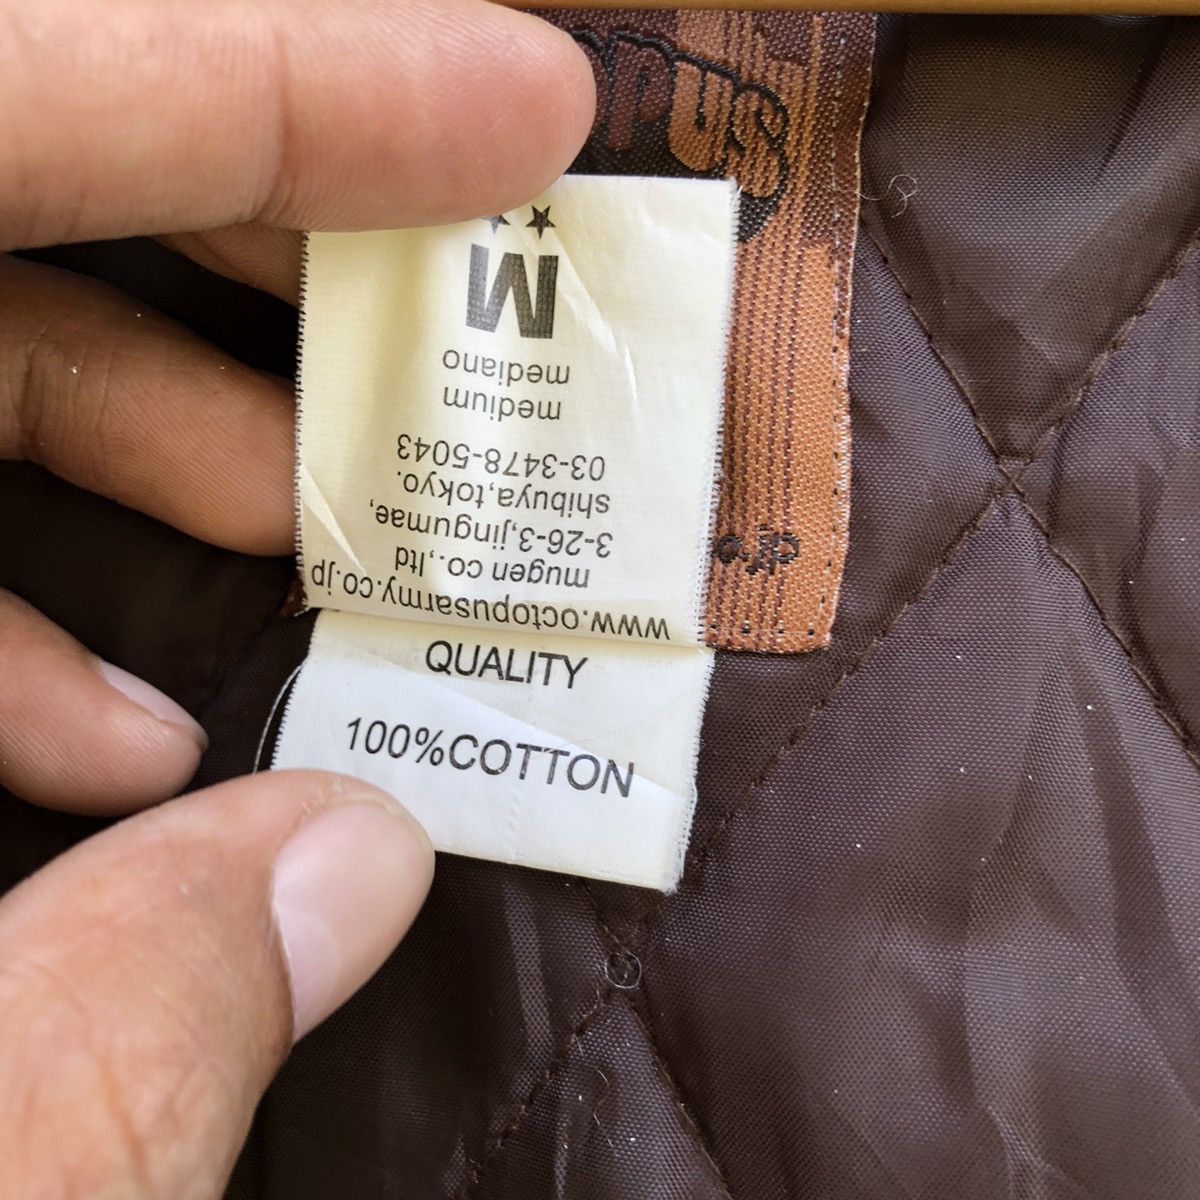 M
mediano
medium
03-3478-5043
shibuya,tokyo.
3-26-3,jingumae,
mugen co.,ltd
www.octopusarmy.co.jp
QUALITY
100%COTTON